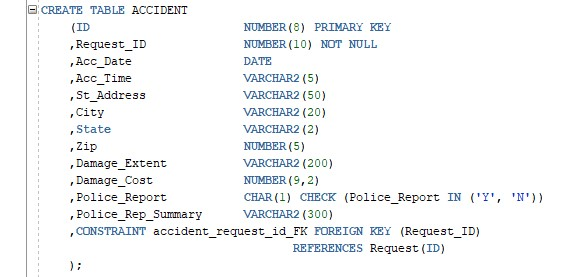 CREATE TABLE ACCIDENT
(ID NUMBER(8) PRIMARY KEY
,Request_ID NUMBER(10) NOT NULL
,Acc_Date DATE
,Acc_Time VARCHAR2(5)
,St_Address VARCHAR2(50)
,City VARCHAR2(20)
,State VARCHAR2(2)
,Zip NUMBER(5)
,Damage_Extent VARCHAR2(200)
,Damage_Cost NUMBER(9,2)
,Police_Report CHAR(1) CHECK (Police_Report IN ('Y', 'N'))
,Police_Rep_Summary VARCHAR2(300)
,CONSTRAINT accident_request_id_FK FOREIGN KEY (Request_ID)
REFERENCES Request(ID)
);